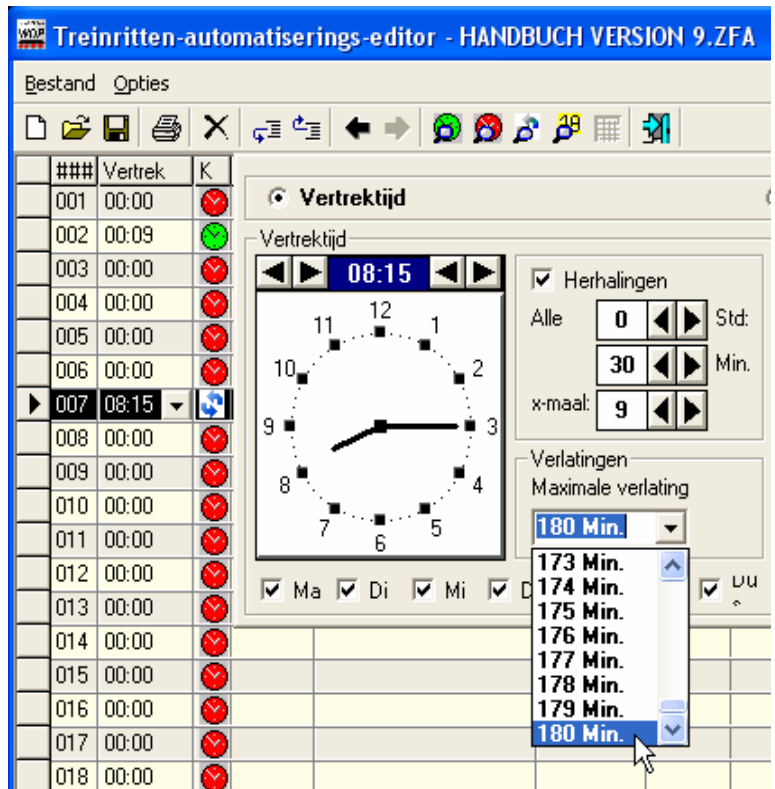 Treinritten-automatiserings-editor - HANDBUCH VERSION 9.ZFA
Bestand Opties
### Vertrek K
001 00:00
002 00:09
003 00:00
004 00:00
005 00:00
006 00:00
007 08:15
008 00:00
009 00:00
010 00:00
011 00:00
012 00:00
013 00:00
014 00:00
015 00:00
016 00:00
017 00:00
018 00:00
Vertrektijd
Vertrektijd
08:15
12
11 1
10 2
9 3
8 4
7 5
6
Herhalingen
Alle 0 Std:
30 Min.
x-maal: 9
Verlatingen
Maximale verlating
180 Min.
173 Min.
174 Min.
175 Min.
176 Min.
177 Min.
178 Min.
179 Min.
180 Min.
Ma Di Mi